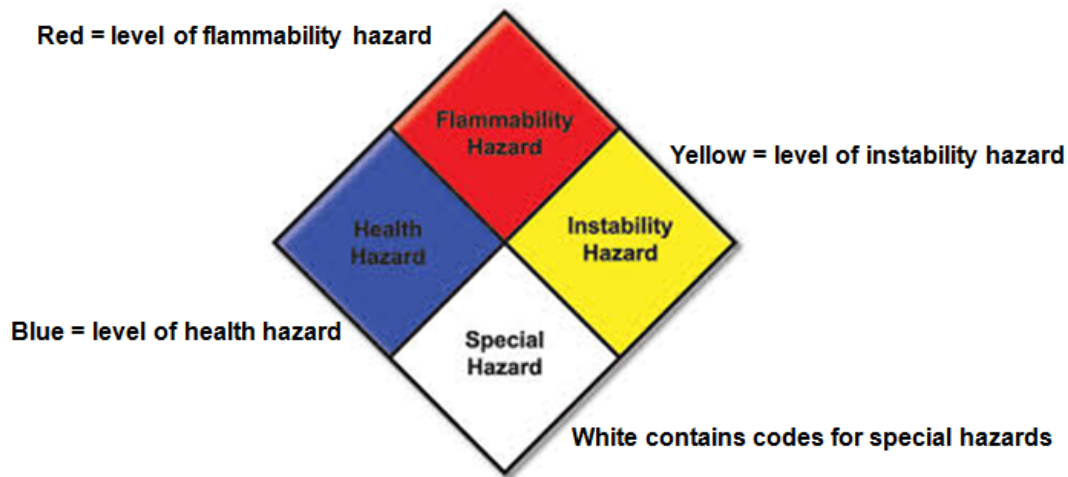 Red = level of flammability hazard
Flammability
Hazard
Yellow = level of instability hazard
Health
Hazard
Instability
Hazard
Blue = level of health hazard
Special
Hazard
White contains codes for special hazards